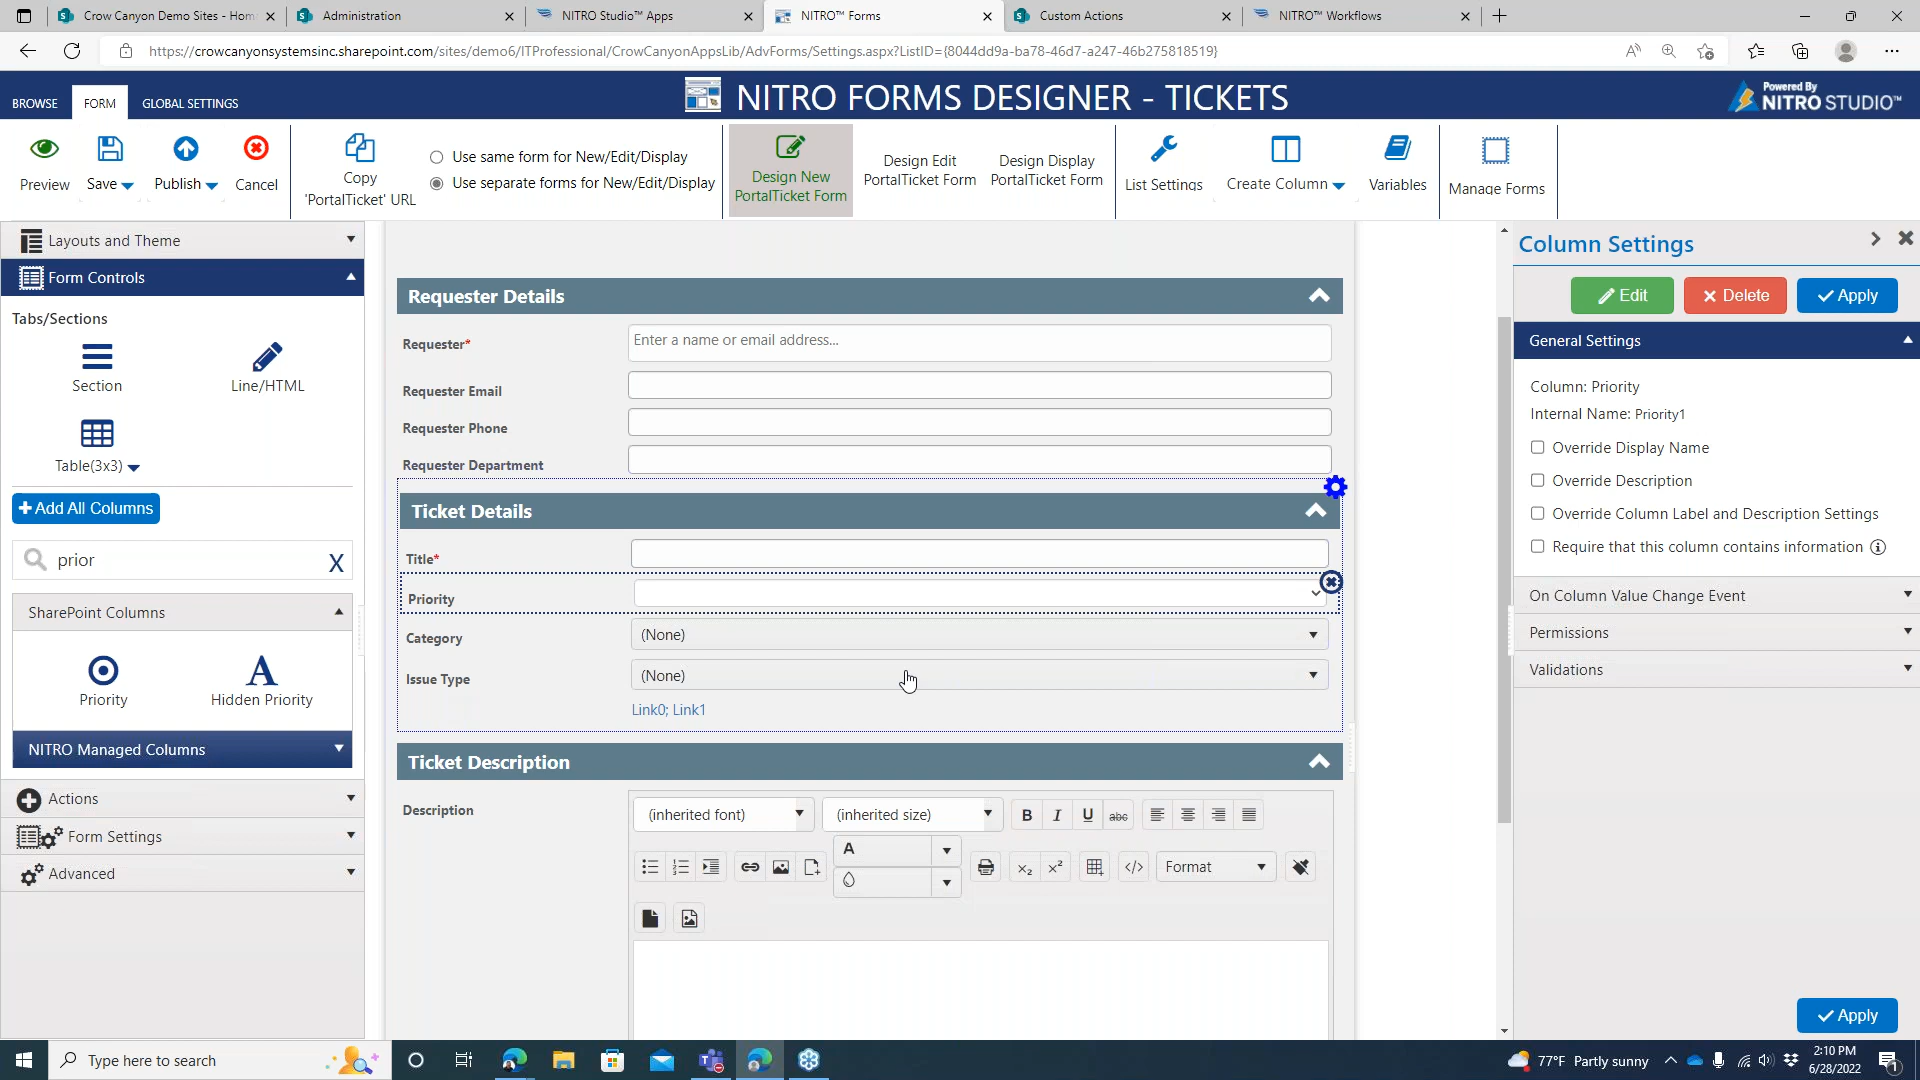 Crow Canyon Demo Sites - Hom
Administration
NITRO Studio™ Apps
NITRO™ Forms
Custom Actions
NITRO™ Workflows
https://crowcanyonsystemsinc.sharepoint.com/sites/demo6/ITProfessional/CrowCanyonAppsLib/AdvForms/Settings.aspx?ListID={8044dd9a-ba78-46d7-a247-46b275818519}
BROWSE
FORM
GLOBAL SETTINGS
NITRO FORMS DESIGNER - TICKETS
Powered By
NITRO STUDIO™
Preview
Save
Publish
Cancel
Copy
'PortalTicket' URL
Use same form for New/Edit/Display
Use separate forms for New/Edit/Display
Design New
PortalTicket Form
Design Edit
PortalTicket Form
Design Display
PortalTicket Form
List Settings
Create Column
Variables
Manage Forms
Layouts and Theme
Form Controls
Tabs/Sections
Section
Line/HTML
Table(3x3)
+Add All Columns
prior
X
SharePoint Columns
Priority
A
Hidden Priority
NITRO Managed Columns
Actions
Form Settings
Advanced
Requester Details
Requester*
Enter a name or email address...
Requester Email
Requester Phone
Requester Department
Ticket Details
Title*
Priority
Category
(None)
Issue Type
(None)
Link0; Link1
Ticket Description
Description
(inherited font)
(inherited size)
B
I
U
abc
A
x₂
x²
</>
Format
Column Settings
Edit
Delete
Apply
General Settings
Column: Priority
Internal Name: Priority1
Override Display Name
Override Description
Override Column Label and Description Settings
Require that this column contains information
On Column Value Change Event
Permissions
Validations
Apply
Type here to search
77°F Partly sunny
2:10 PM
6/28/2022
1